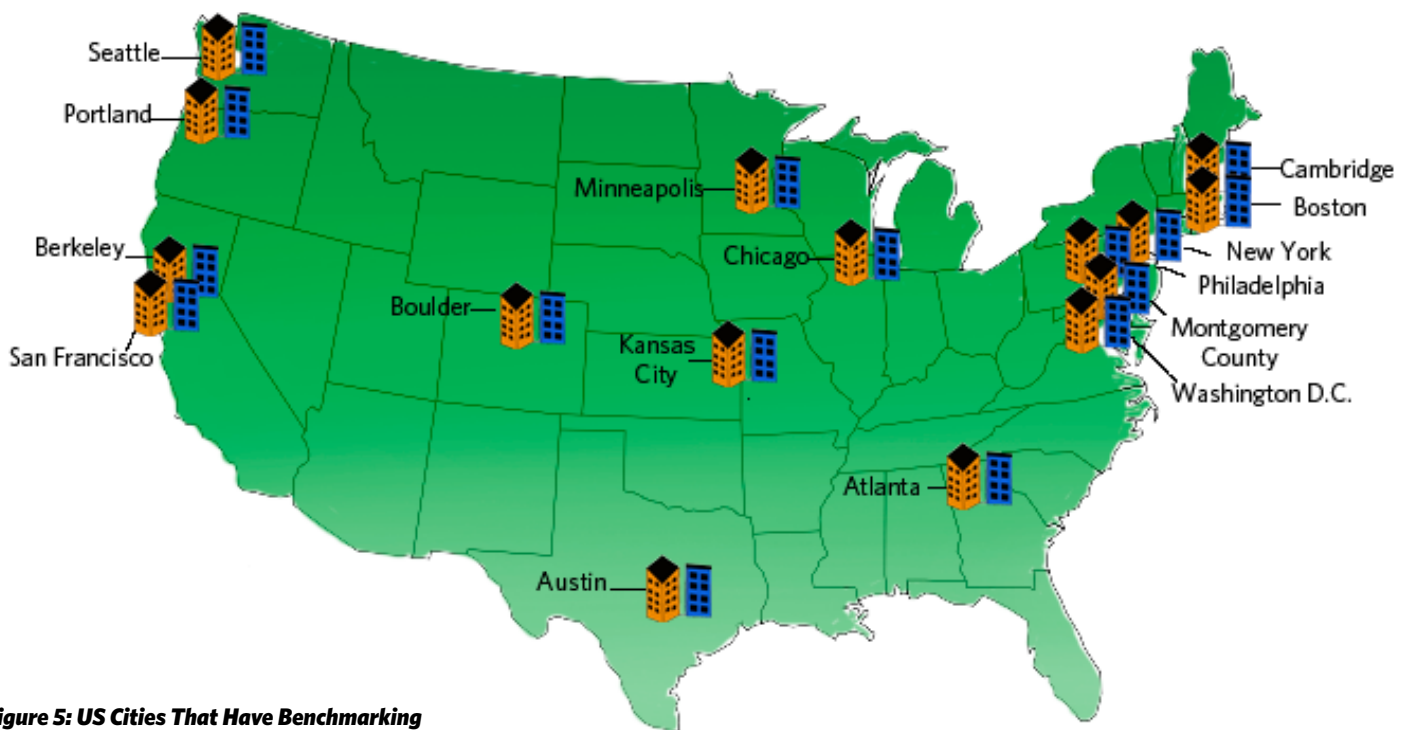 Seattle
Portland
Minneapolis
Cambridge
Boston
Berkeley
Chicago
New York
Philadelphia
Boulder
Montgomery
County
San Francisco
Kansas
City
Washington D.C.
Atlanta
Austin
igure 5: US Cities That Have Benchmarking